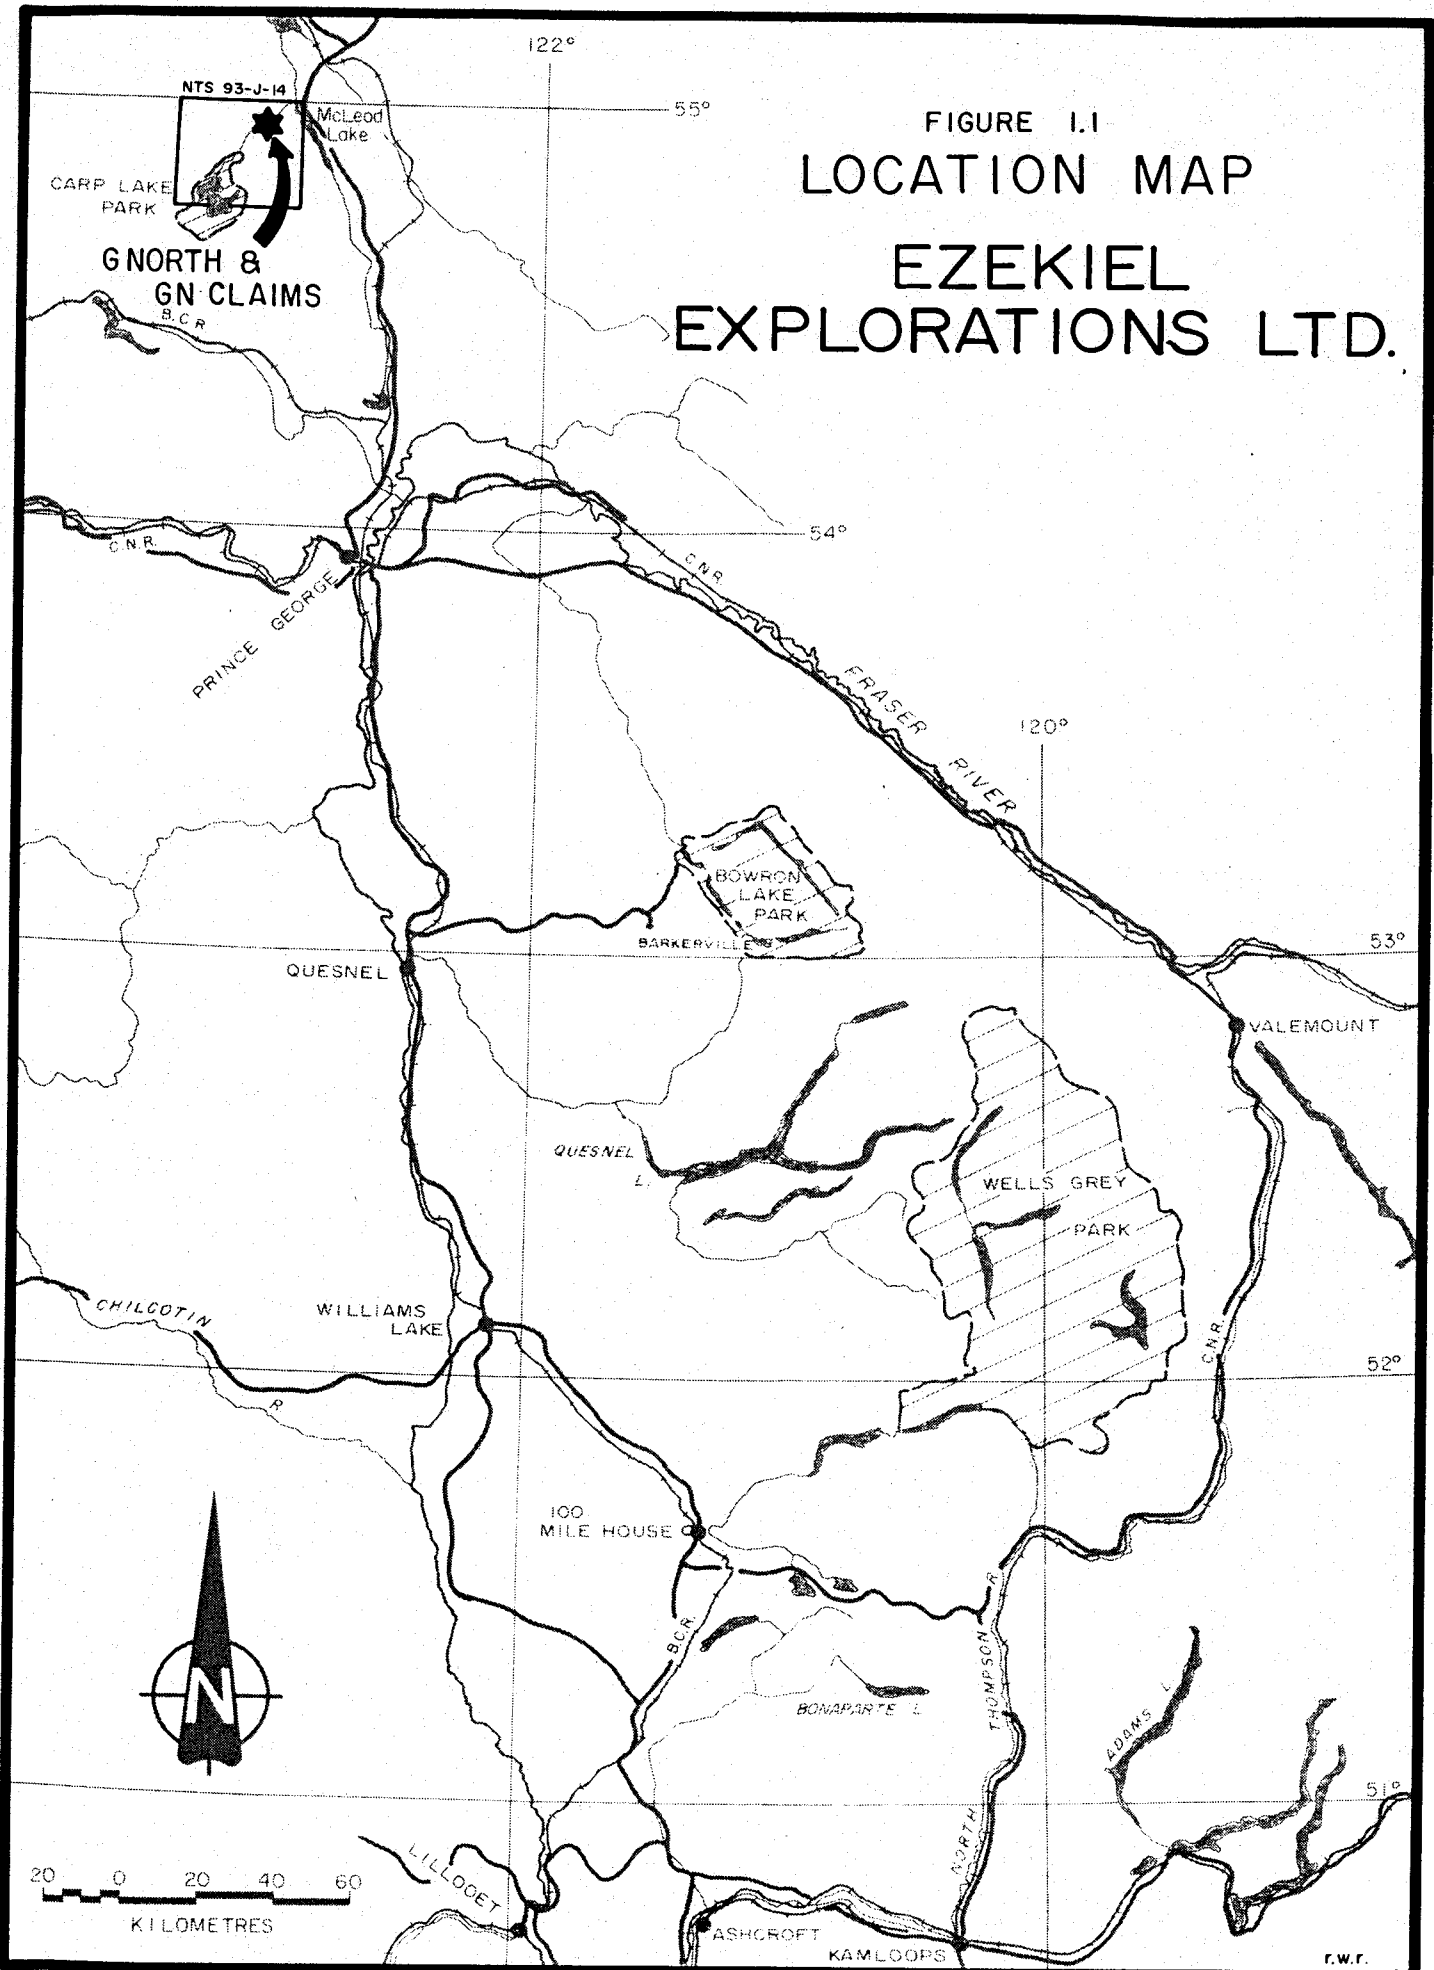 122°
NTS 93-J-14
55°
McLeod
Lake
FIGURE 1.1
LOCATION MAP
CARP LAKE
PARK
EZEKIEL
EXPLORATIONS LTD.
G NORTH &
GN CLAIMS
B.C.R
54°
C.N.R.
C.N.R.
PRINCE GEORGE
FRASER RIVER
120°
BOWRON
LAKE
PARK
BARKERVILLE
53°
QUESNEL
VALEMOUNT
QUESNEL
L.
WELLS GREY
PARK
CHILCOTIN
R
WILLIAMS
LAKE
C.N.R.
52°
100
MILE HOUSE
B.C.R.
NORTH THOMPSON R
BONAPARTE L
ADAMS L
N
51°
20 0 20 40 60
KILOMETRES
LILLOOET
ASHCROFT
KAMLOOPS
r.w.r.